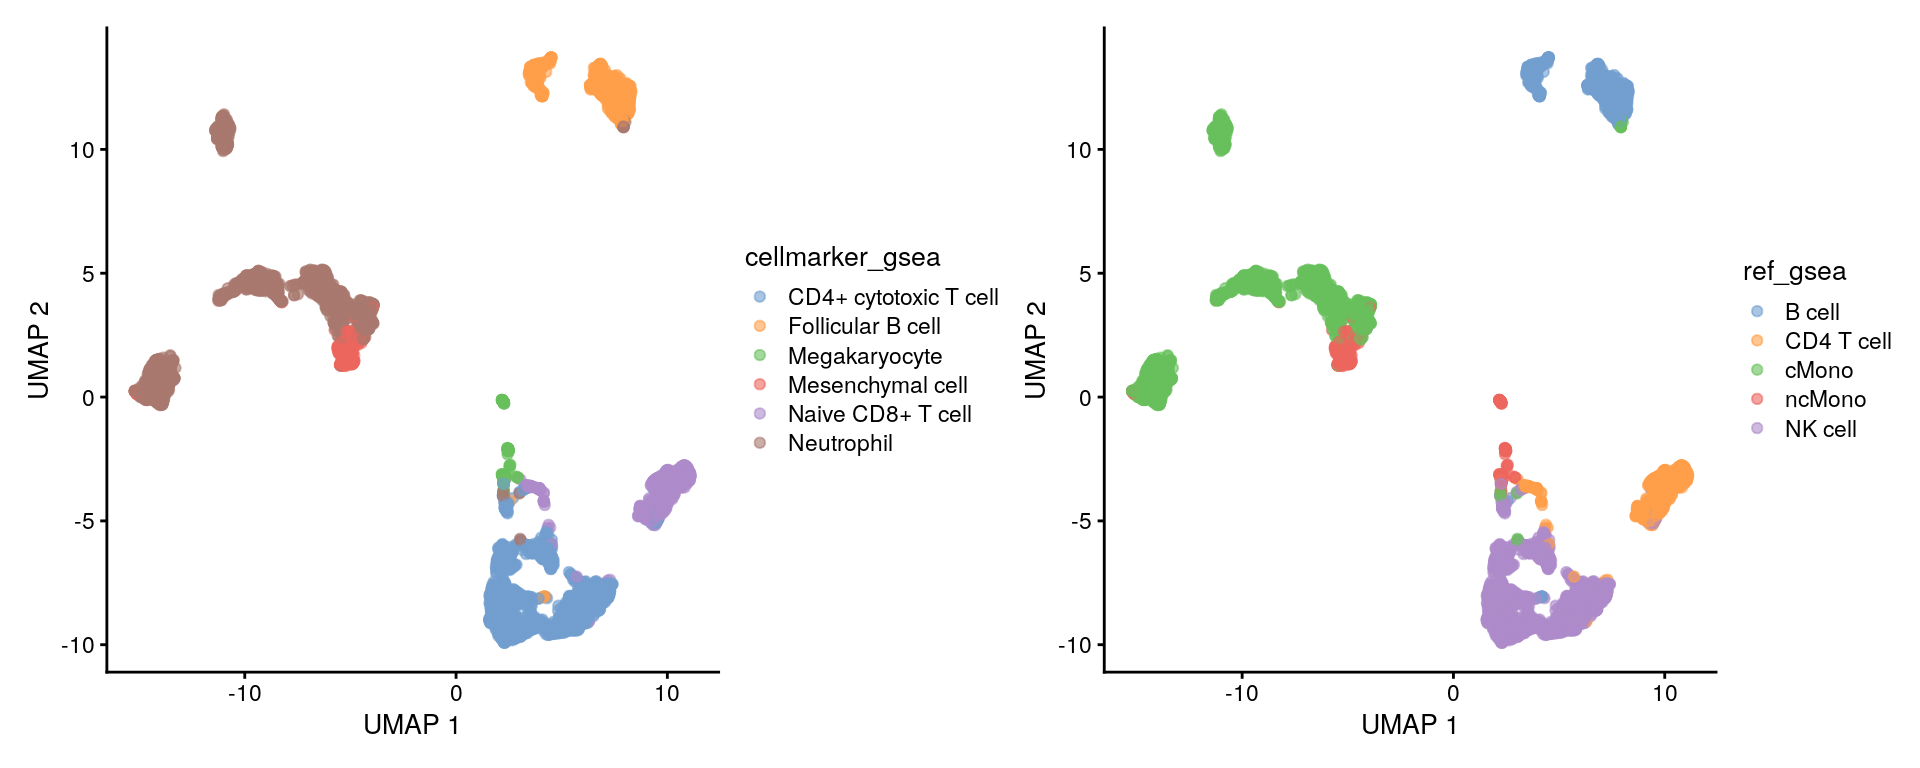 10
5
0
-5
-10
UMAP 2
-10 0 10
UMAP 1
cellmarker_gsea
CD4+ cytotoxic T cell
Follicular B cell
Megakaryocyte
Mesenchymal cell
Naive CD8+ T cell
Neutrophil
10
5
0
-5
-10
UMAP 2
-10 0 10
UMAP 1
ref_gsea
B cell
CD4 T cell
cMono
ncMono
NK cell